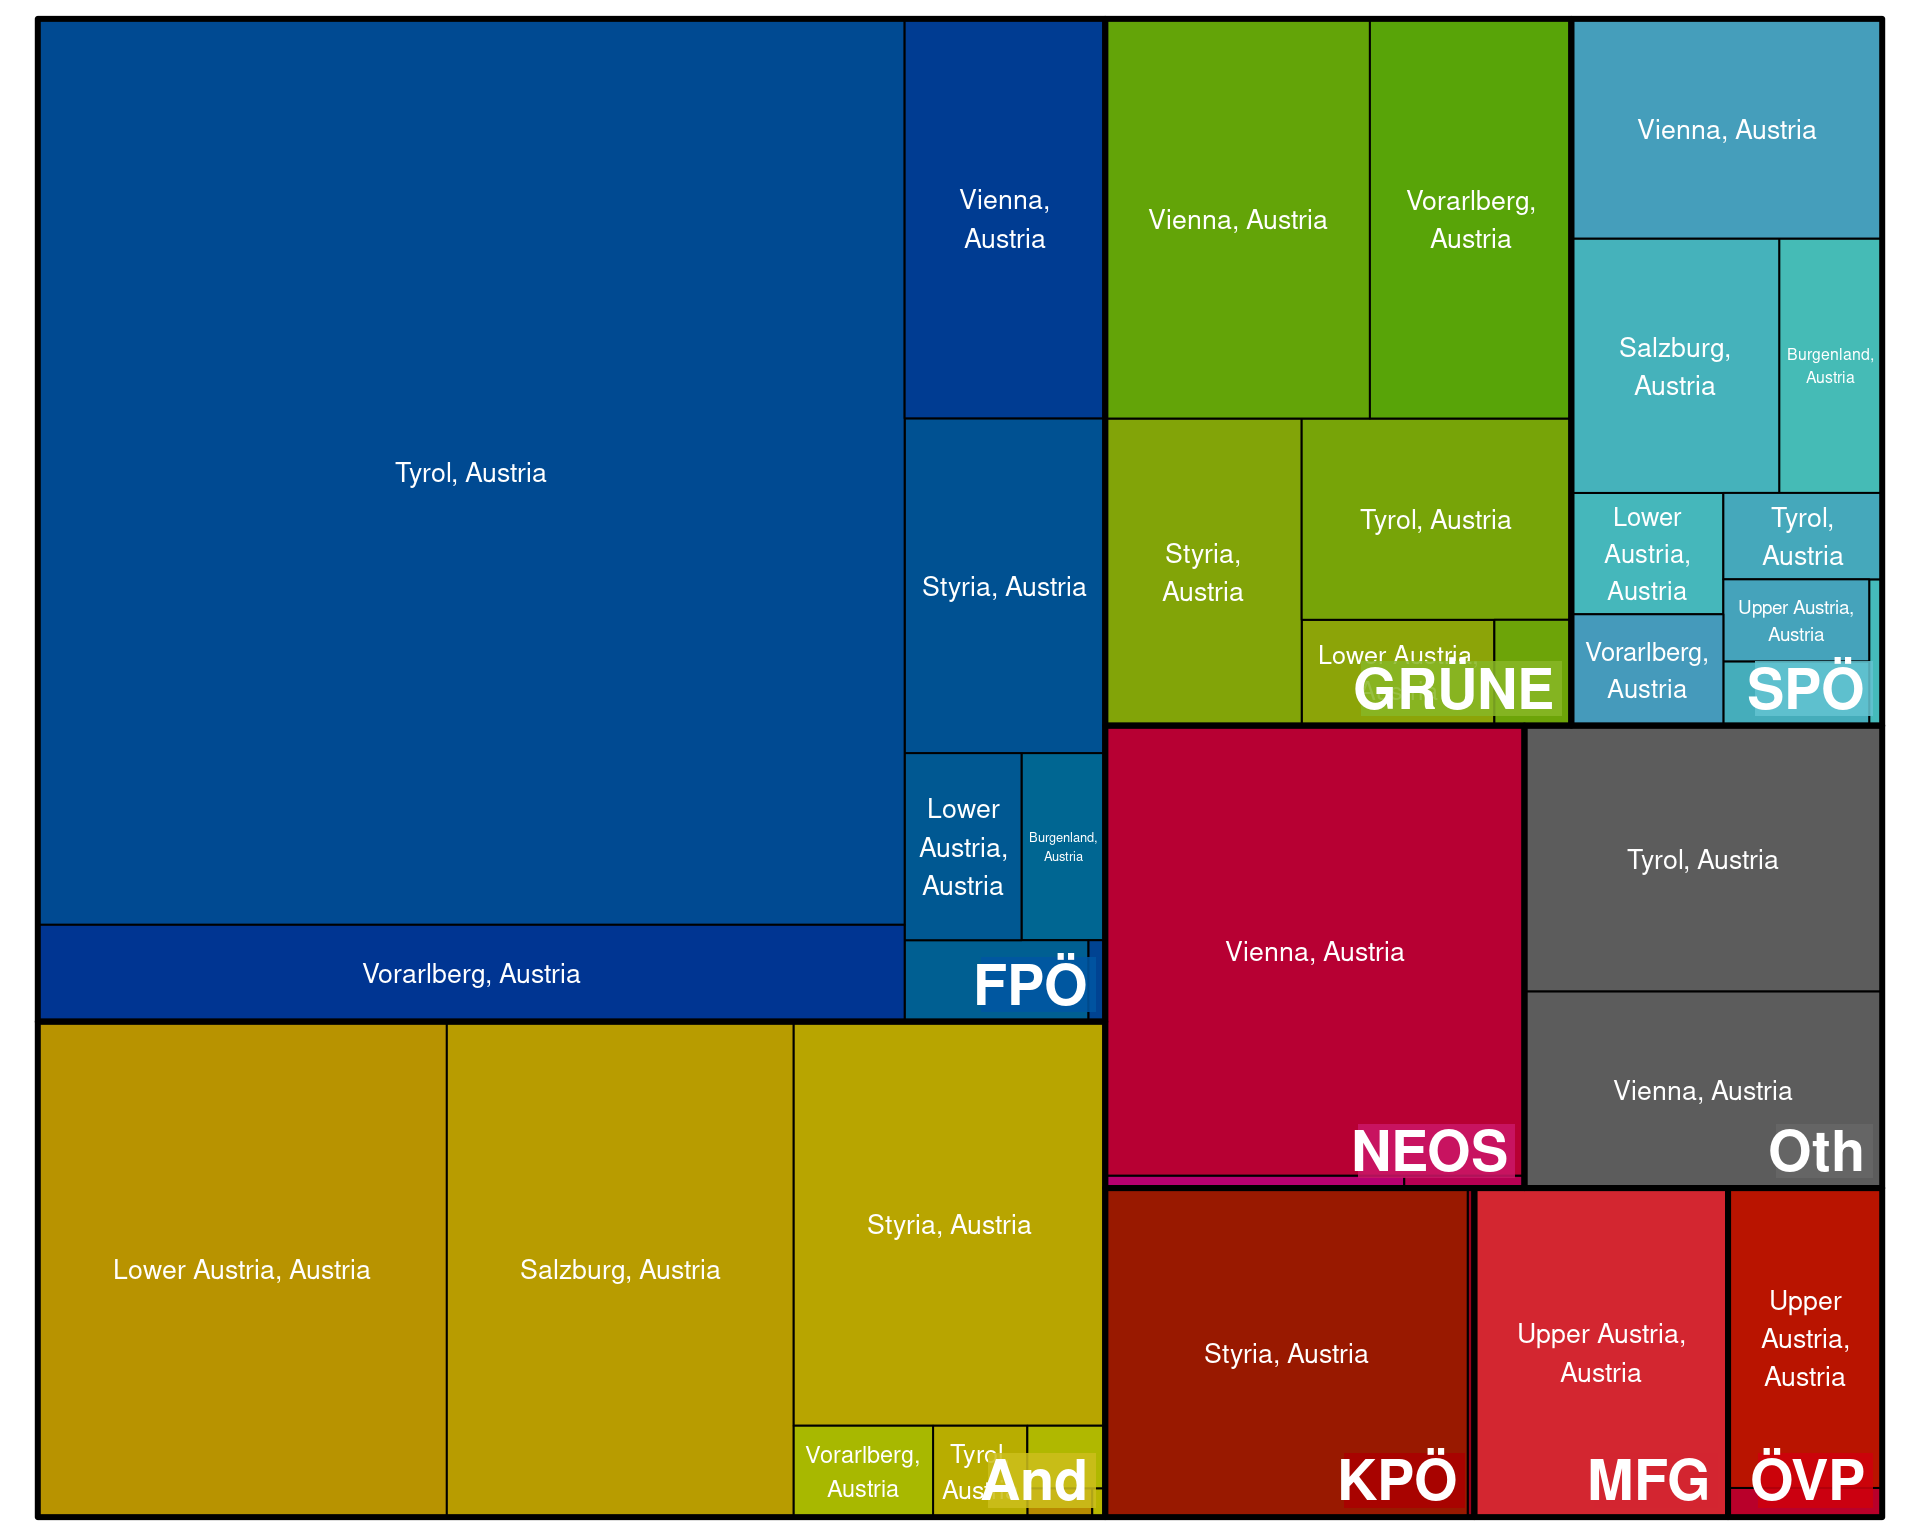 Tyrol, Austria
Vienna,
Austria
Styria, Austria
Lower
Austria,
Austria
Burgenland,
Austria
Vorarlberg, Austria
FPÖ
Vienna, Austria
Vorarlberg,
Austria
Styria,
Austria
Tyrol, Austria
Lower Austria,
GRÜNE
Vienna, Austria
Salzburg,
Austria
Burgenland,
Austria
Lower
Austria,
Austria
Tyrol,
Austria
Upper Austria,
Austria
Vorarlberg,
Austria
SPÖ
Vienna, Austria
NEOS
Tyrol, Austria
Vienna, Austria
Oth
Lower Austria, Austria
Salzburg, Austria
Styria, Austria
Vorarlberg,
Austria
Tyrol
And
Styria, Austria
KPÖ
Upper Austria,
Austria
MFG
Upper
Austria,
Austria
ÖVP